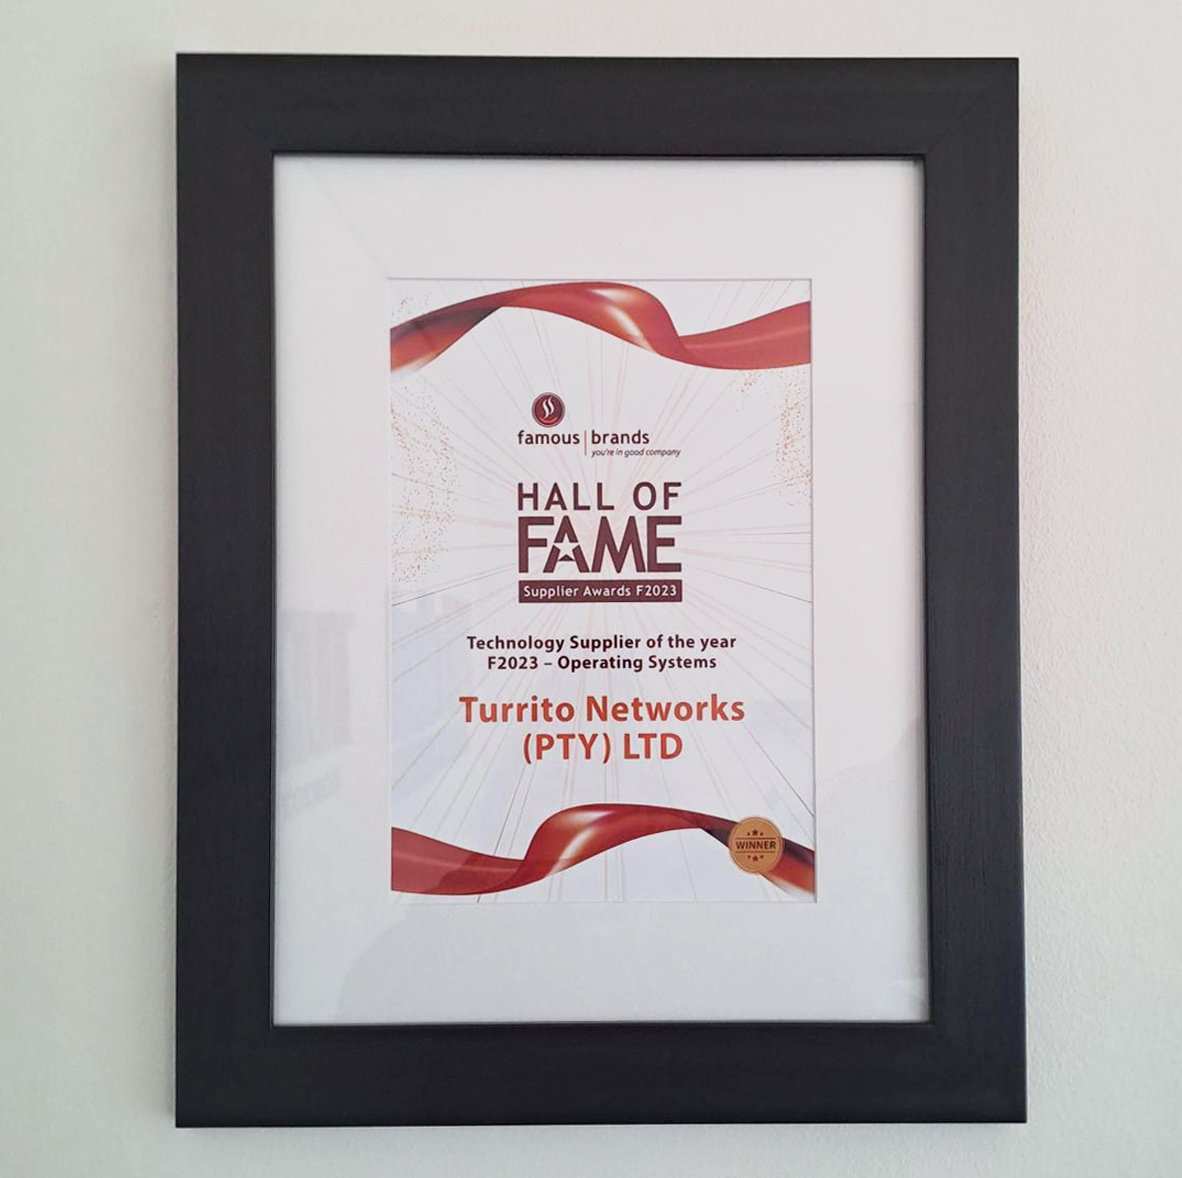 famous brands
you're in good company
HALL OF
FAME
Supplier Awards F2023
Technology Supplier of the year
F2023 – Operating Systems
Turrito Networks
(PTY) LTD
WINNER